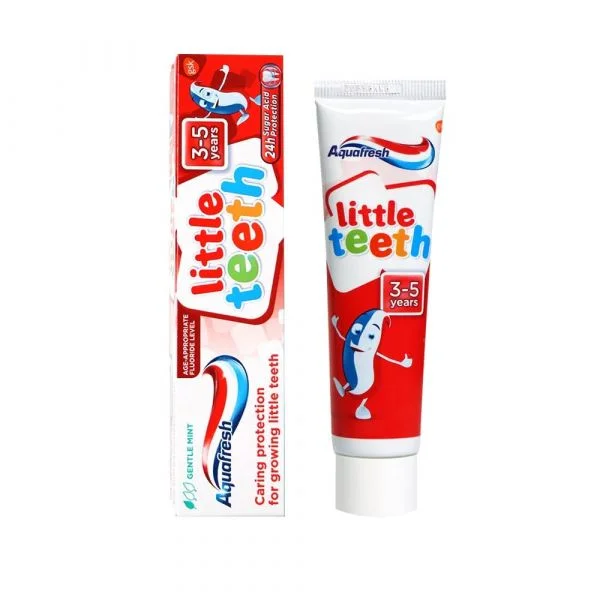 gsk
3-5
years
24h Sugar Acid
Protection
little
teeth
AGE-APPROPRIATE
FLUORIDE LEVEL
GENTLE MINT
Aquafresh
Caring protection
for growing little teeth
Aquafresh
little
teeth
3-5
years